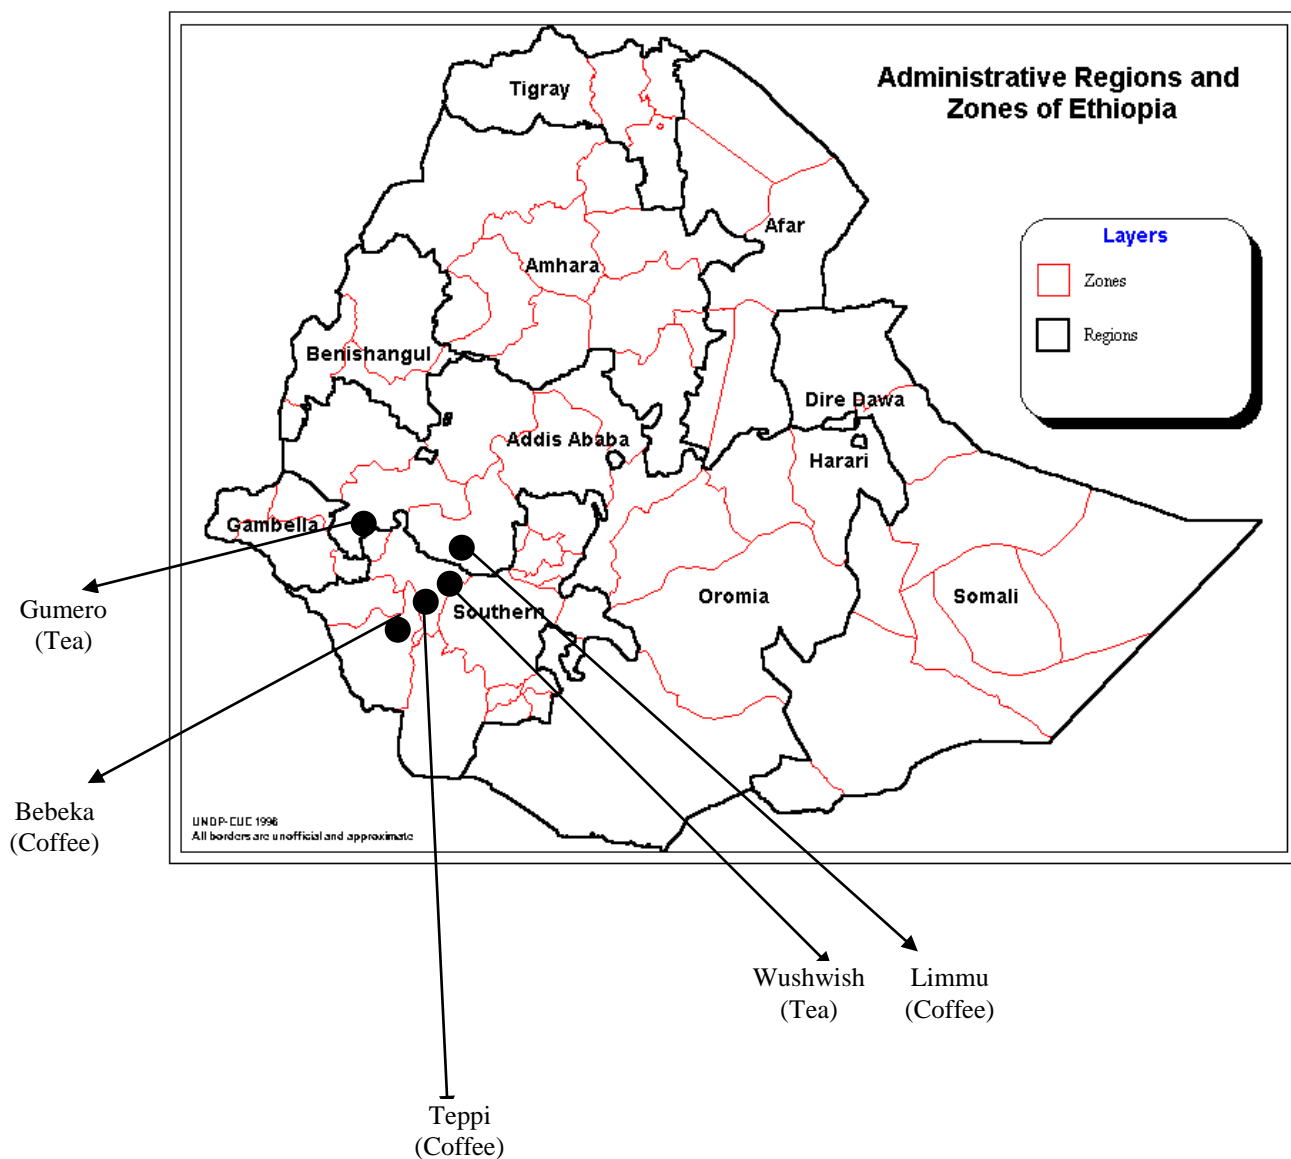 Administrative Regions and
Zones of Ethiopia
Tigray
Afar
Layers
Zones
Regions
Amhara
Benishangul
Dire Dawa
Addis Ababa
Harari
Gambella
Gumero
(Tea)
Southern
Oromia
Somali
Bebeka
(Coffee)
UNDP-EUE 1996
All borders are unofficial and approximate
Wushwish
(Tea)
Limmu
(Coffee)
Teppi
(Coffee)